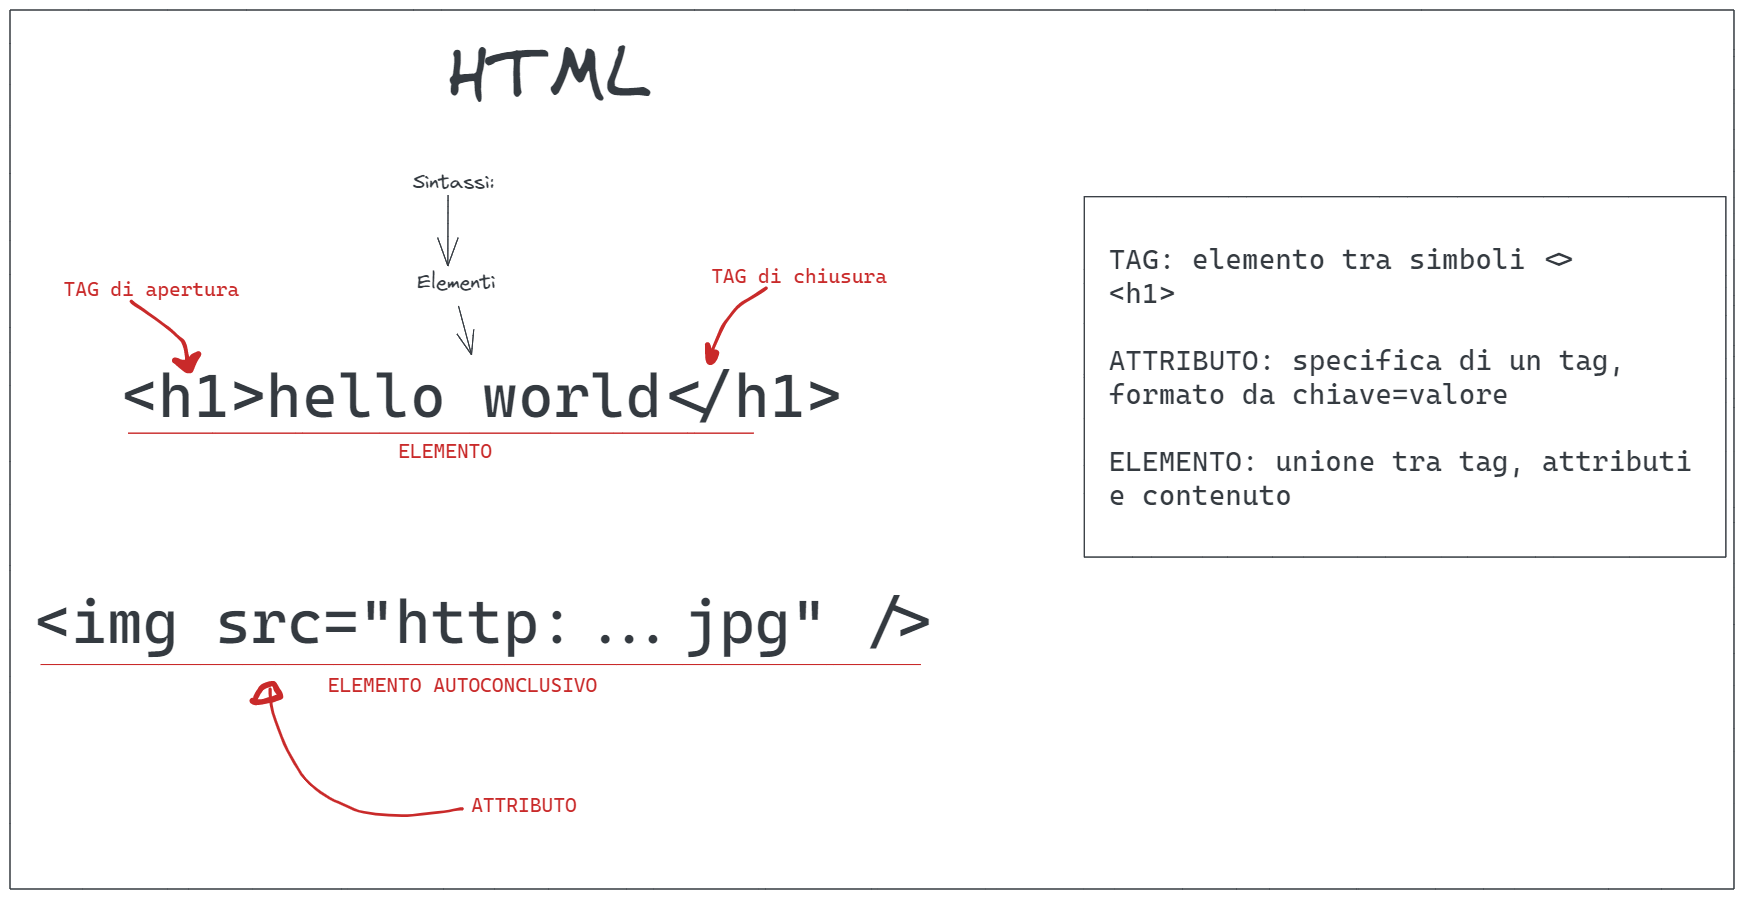 HTML
Sintassi:
Elementi
TAG di apertura
TAG di chiusura
<h1>hello world</h1>
ELEMENTO
<img src="http: ... jpg" />
ELEMENTO AUTOCONCLUSIVO
ATTRIBUTO
TAG: elemento tra simboli <>
<h1>
ATTRIBUTO: specifica di un tag,
formato da chiave=valore
ELEMENTO: unione tra tag, attributi
e contenuto